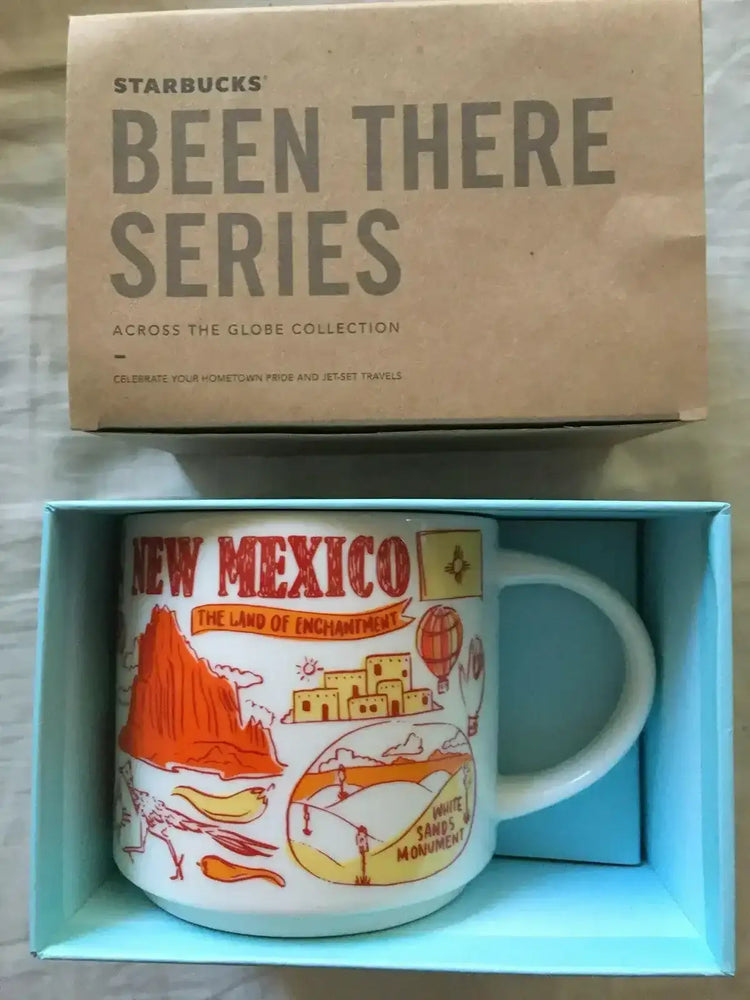 STARBUCKS®
BEEN THERE
SERIES
ACROSS THE GLOBE COLLECTION
CELEBRATE YOUR HOMETOWN PRIDE AND JET-SET TRAVELS
NEW MEXICO
THE LAND OF ENCHANTMENT
WHITE
SANDS
MONUMENT